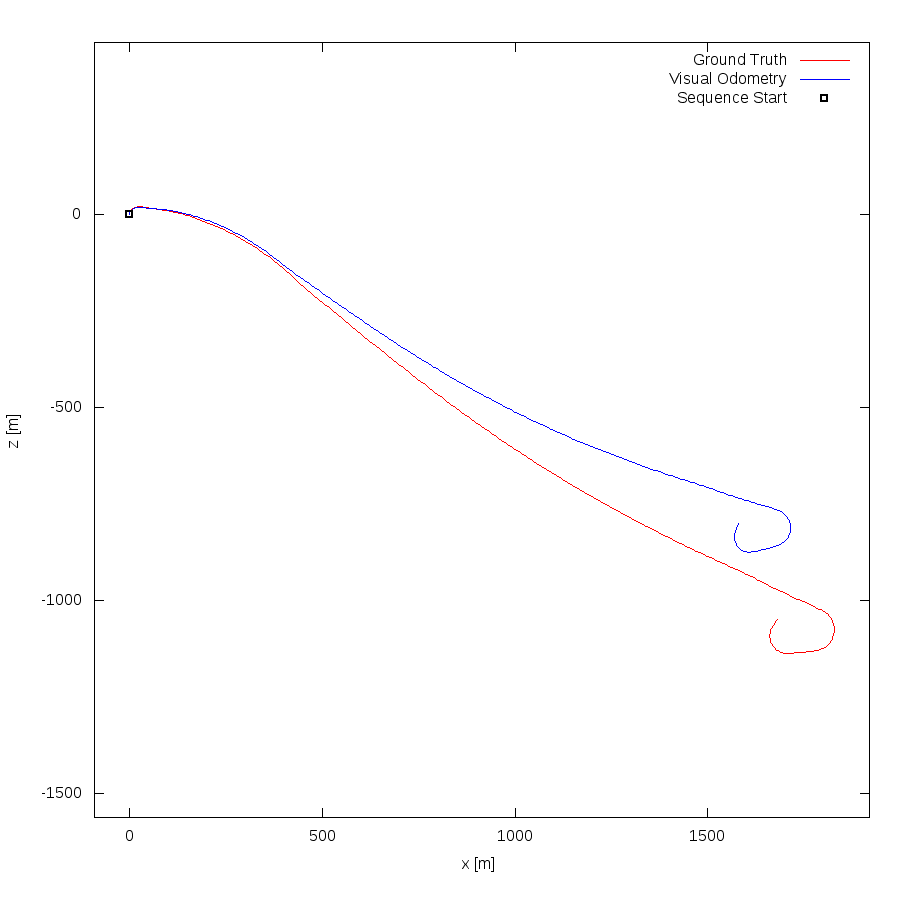 Ground Truth
Visual Odometry
Sequence Start
0
-500
-1000
-1500
z [m]
0 500 1000 1500
x [m]